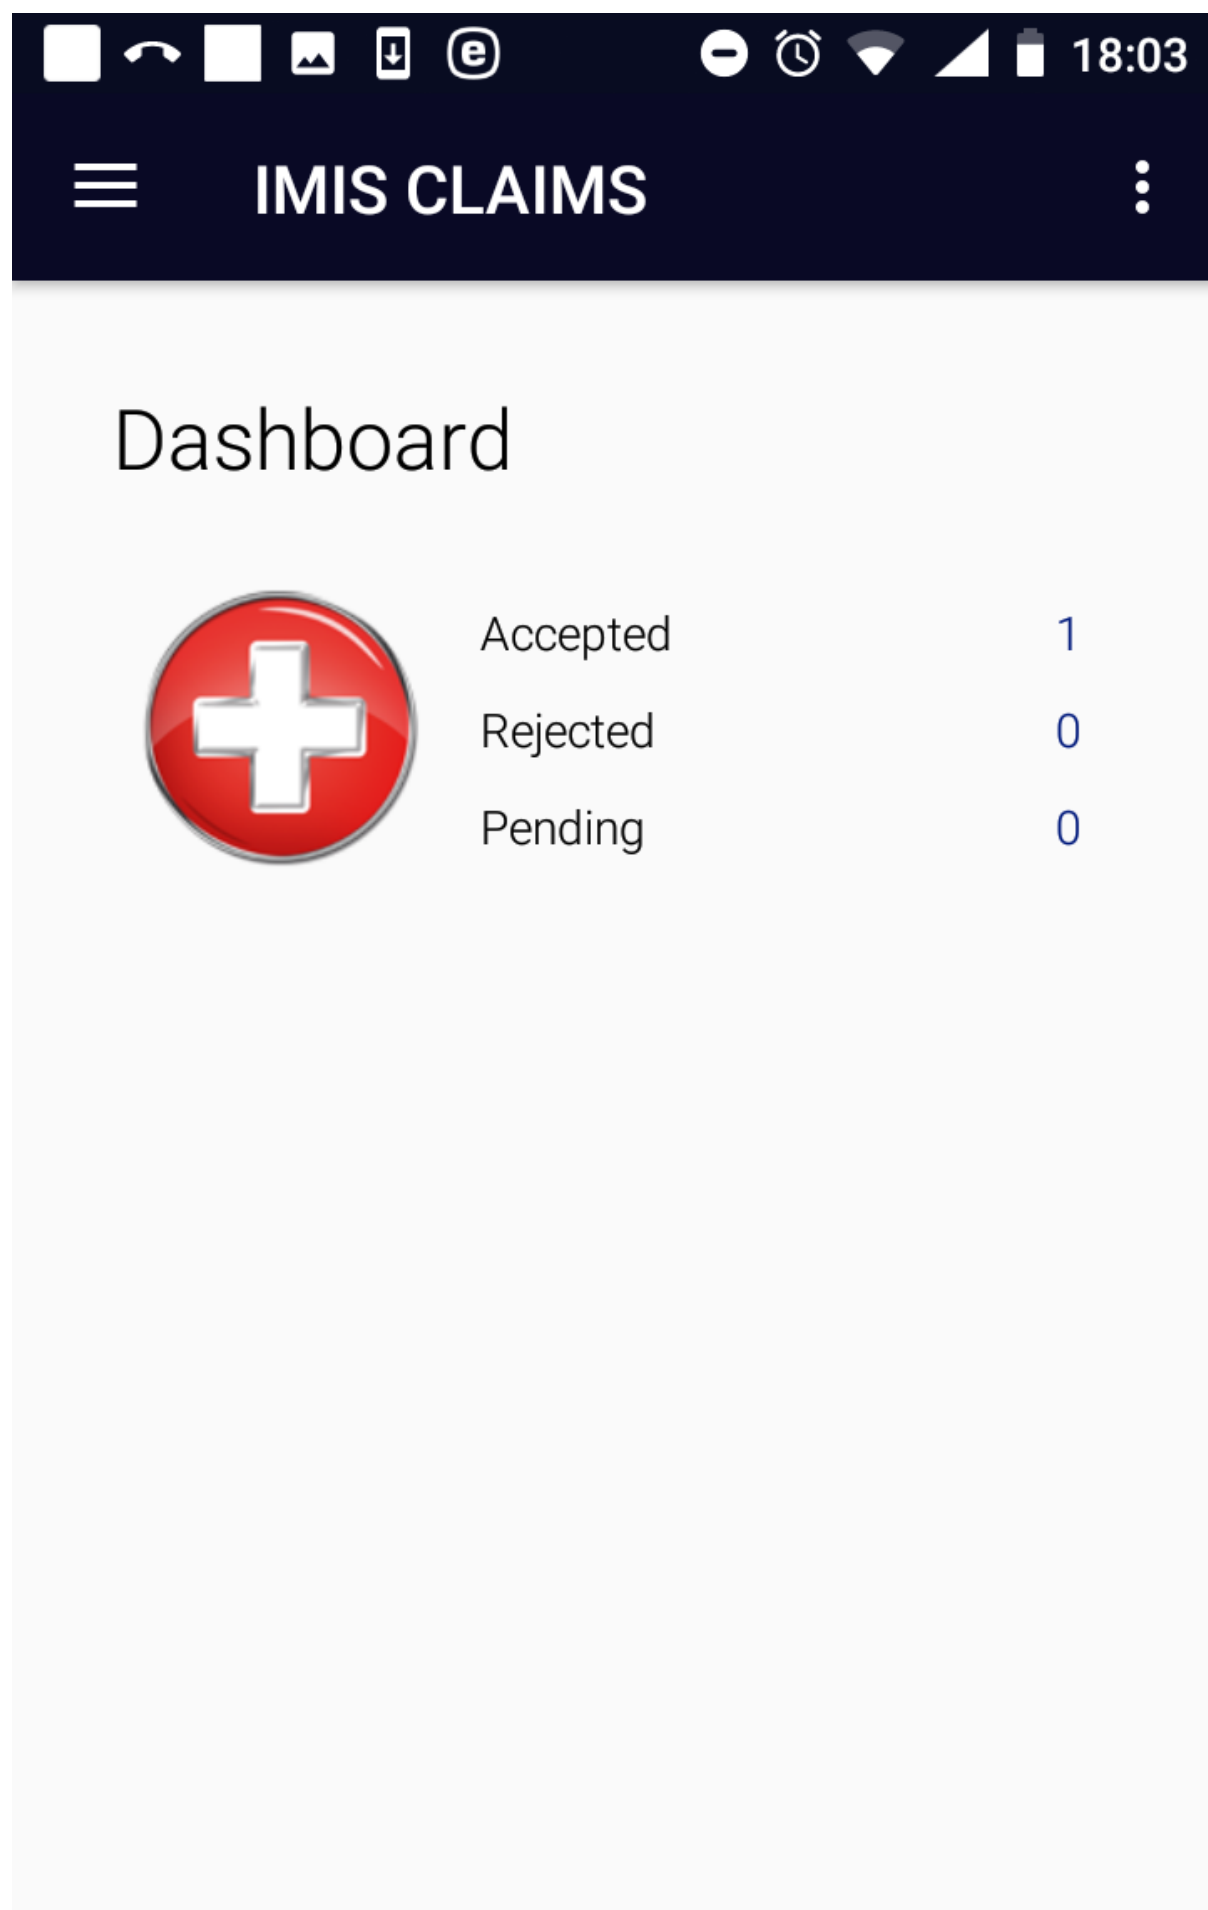 18:03
IMIS CLAIMS
Dashboard
Accepted 1
Rejected 0
Pending 0